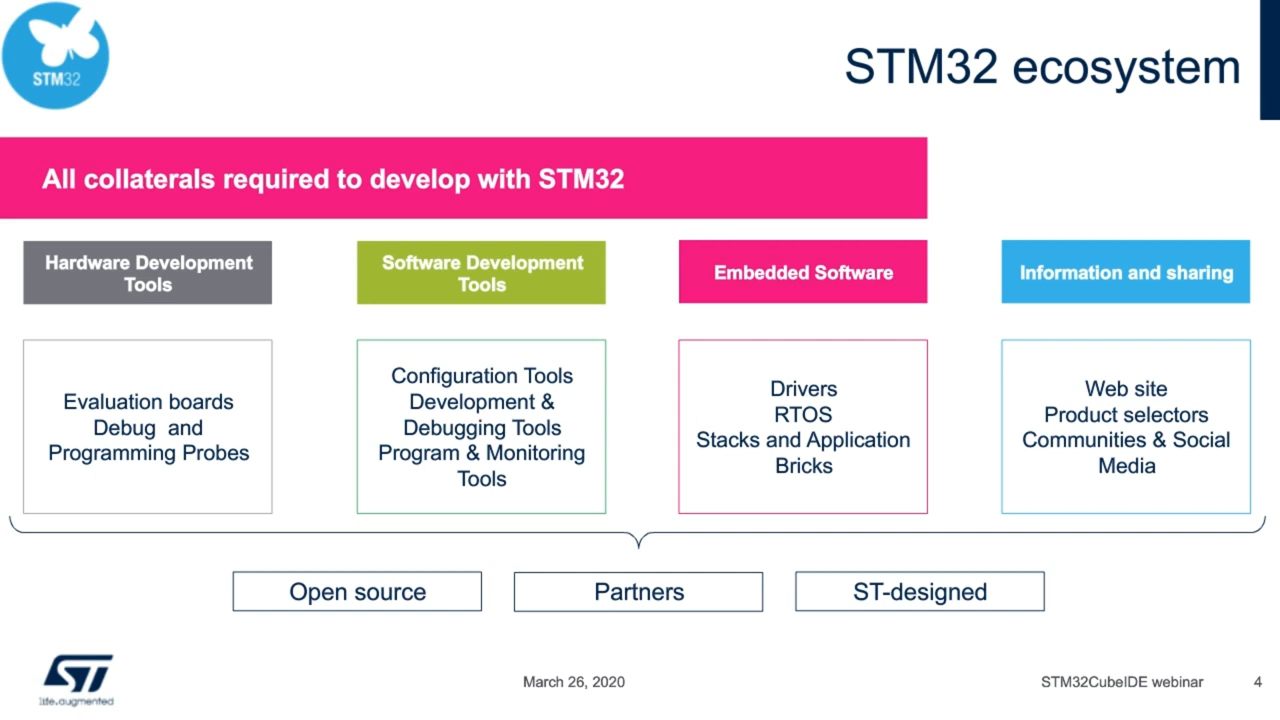 STM32
STM32 ecosystem
All collaterals required to develop with STM32
Hardware Development
Tools
Evaluation boards
Debug and
Programming Probes
Software Development
Tools
Configuration Tools
Development &
Debugging Tools
Program & Monitoring
Tools
Embedded Software
Drivers
RTOS
Stacks and Application
Bricks
Information and sharing
Web site
Product selectors
Communities & Social
Media
Open source
Partners
ST-designed
ST
life.augmented
March 26, 2020
STM32CubeIDE webinar
4